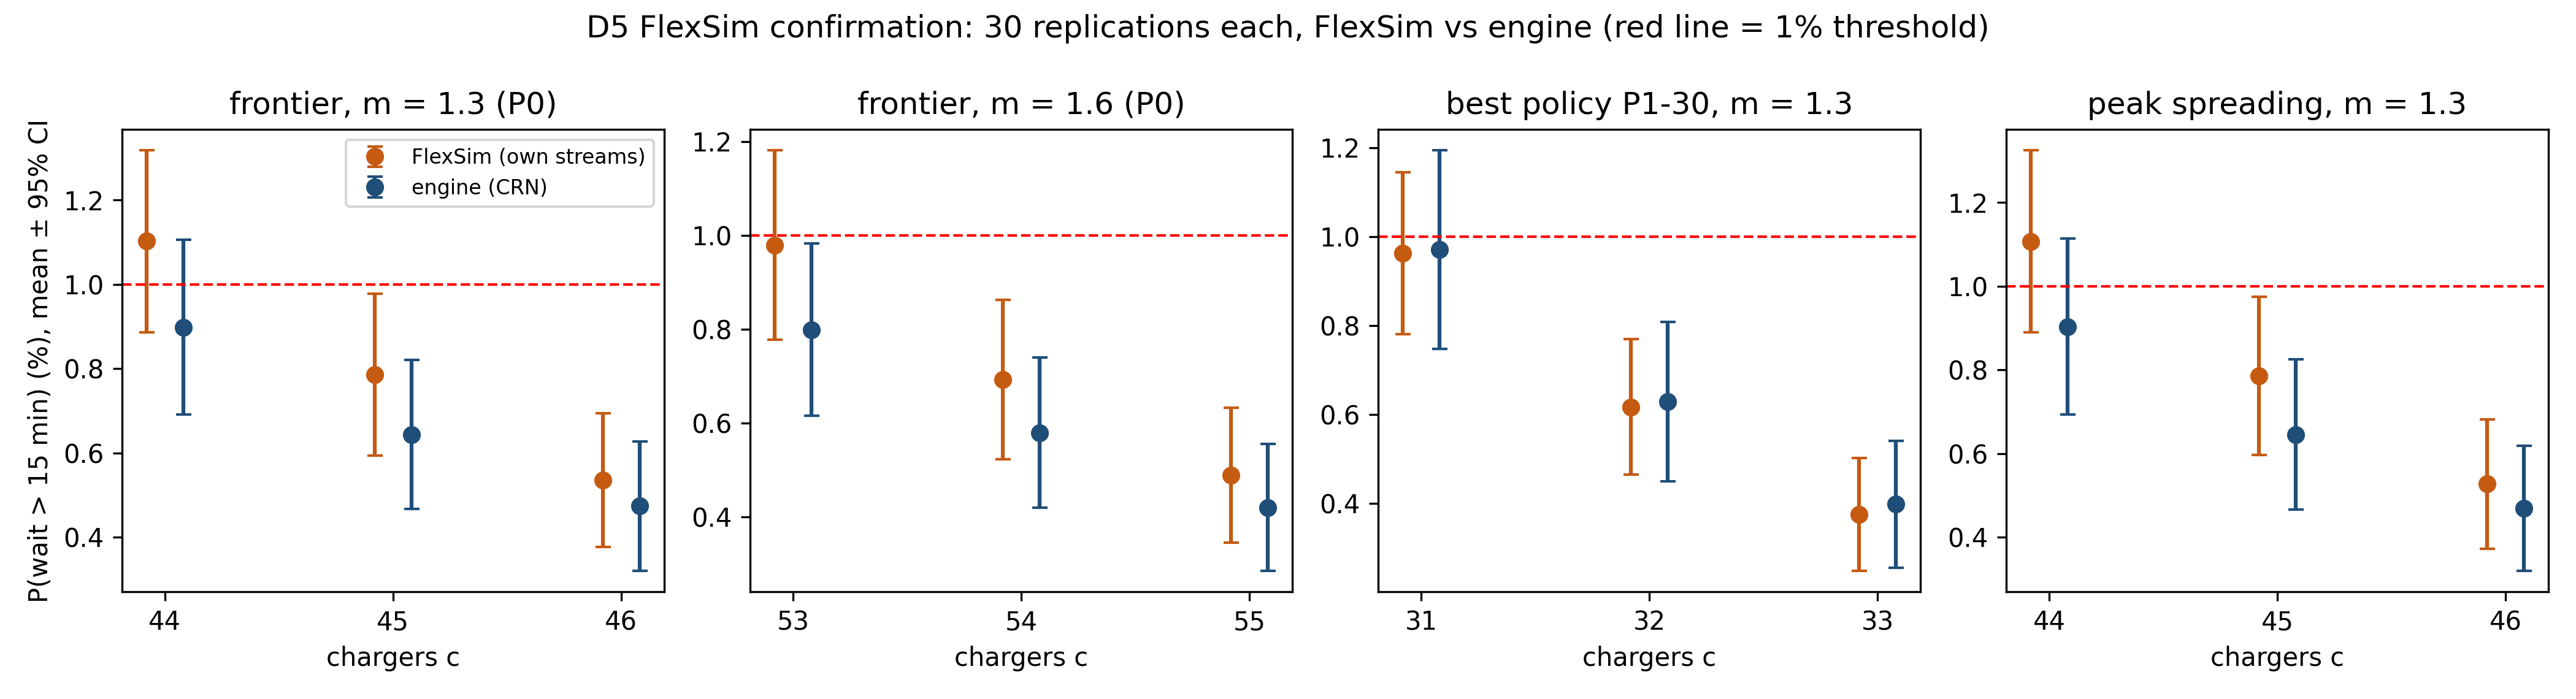 D5 FlexSim confirmation: 30 replications each, FlexSim vs engine (red line = 1% threshold)
frontier, m = 1.3 (P0)
P(wait > 15 min) (%), mean ± 95% CI
1.2
1.0
0.8
0.6
0.4
FlexSim (own streams)
engine (CRN)
44
45
46
chargers c
frontier, m = 1.6 (P0)
1.2
1.0
0.8
0.6
0.4
53
54
55
chargers c
best policy P1-30, m = 1.3
1.2
1.0
0.8
0.6
0.4
31
32
33
chargers c
peak spreading, m = 1.3
1.2
1.0
0.8
0.6
0.4
44
45
46
chargers c